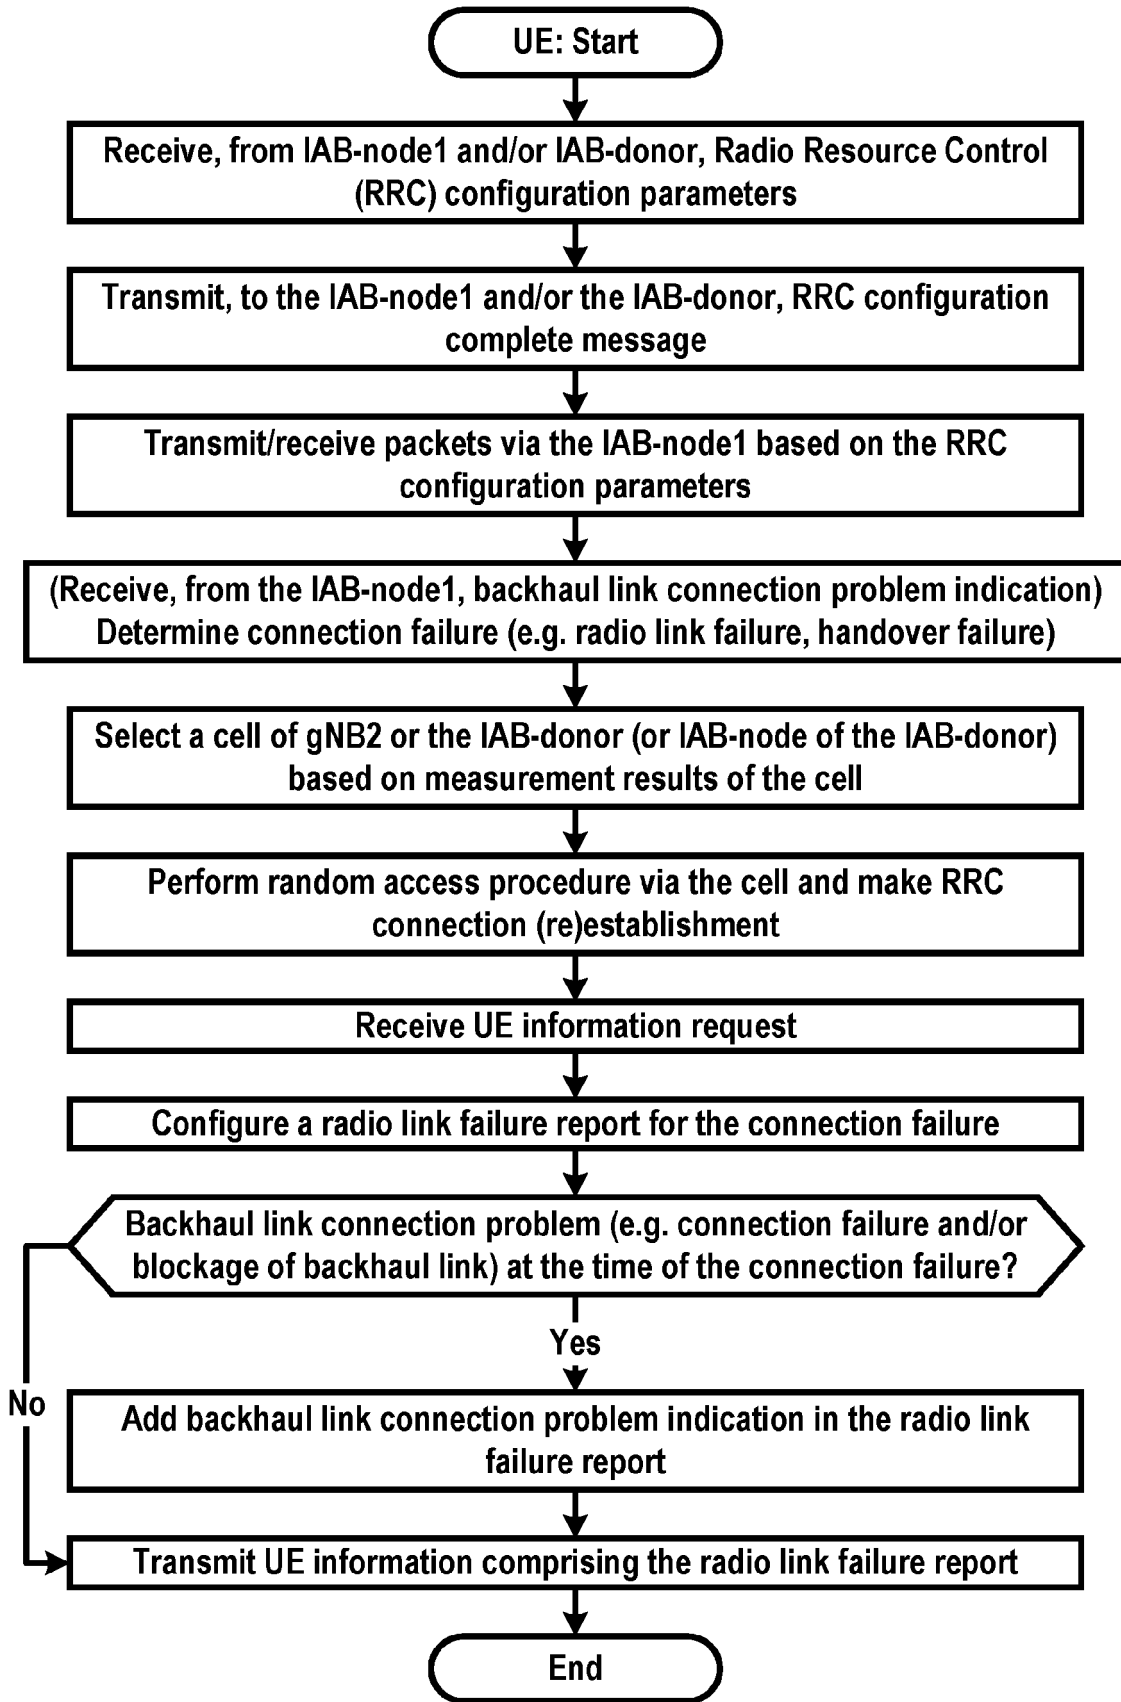 UE: Start
Receive, from IAB-node1 and/or IAB-donor, Radio Resource Control
(RRC) configuration parameters
Transmit, to the IAB-node1 and/or the IAB-donor, RRC configuration
complete message
Transmit/receive packets via the IAB-node1 based on the RRC
configuration parameters
(Receive, from the IAB-node1, backhaul link connection problem indication)
Determine connection failure (e.g. radio link failure, handover failure)
Select a cell of gNB2 or the IAB-donor (or IAB-node of the IAB-donor)
based on measurement results of the cell
Perform random access procedure via the cell and make RRC
connection (re)establishment
Receive UE information request
Configure a radio link failure report for the connection failure
Backhaul link connection problem (e.g. connection failure and/or
blockage of backhaul link) at the time of the connection failure?
Yes
No
Add backhaul link connection problem indication in the radio link
failure report
Transmit UE information comprising the radio link failure report
End